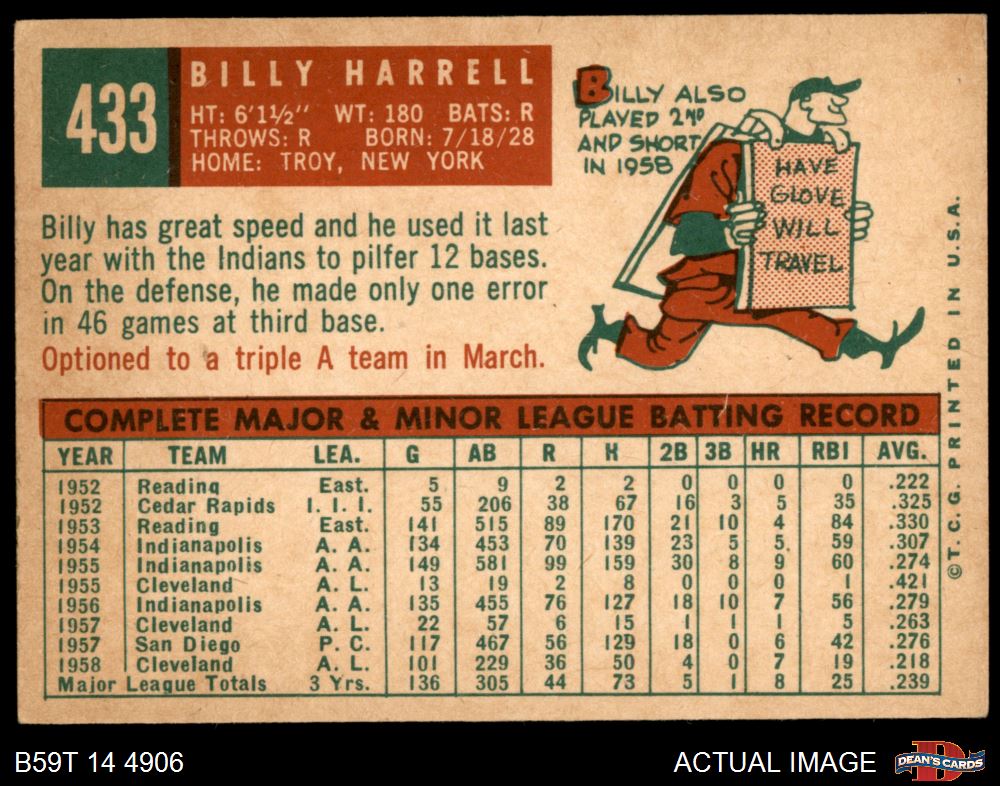 433
BILLY HARRELL
HT: 6'1½" WT: 180 BATS: R
THROWS: R BORN: 7/18/28
HOME: TROY, NEW YORK
BILLY ALSO
PLAYED 2ND
AND SHORT
IN 1958
HAVE
GLOVE
WILL
TRAVEL
Billy has great speed and he used it last
year with the Indians to pilfer 12 bases.
On the defense, he made only one error
in 46 games at third base.
Optioned to a triple A team in March.
COMPLETE MAJOR & MINOR LEAGUE BATTING RECORD
YEAR TEAM LEA. G AB R H 2B 3B HR RBI AVG.
1952 Reading East. 5 9 2 2 0 0 0 0 .222
1952 Cedar Rapids I. I. I. 55 206 38 67 16 3 5 35 .325
1953 Reading East. 141 515 89 170 21 10 4 84 .330
1954 Indianapolis A. A. 134 453 70 139 23 5 5 59 .307
1955 Indianapolis A. A. 149 581 99 159 30 8 9 60 .274
1955 Cleveland A. L. 13 19 2 8 0 0 0 1 .421
1956 Indianapolis A. A. 135 455 76 127 18 10 7 56 .279
1957 Cleveland A. L. 22 57 6 15 1 1 1 5 .263
1957 San Diego P. C. 117 467 56 129 18 0 6 42 .276
1958 Cleveland A. L. 101 229 36 50 4 0 7 19 .218
Major League Totals 3 Yrs. 136 305 44 73 5 1 8 25 .239
©T. C. G. PRINTED IN U.S.A.
B59T 14 4906
ACTUAL IMAGE
DEAN'S CARDS